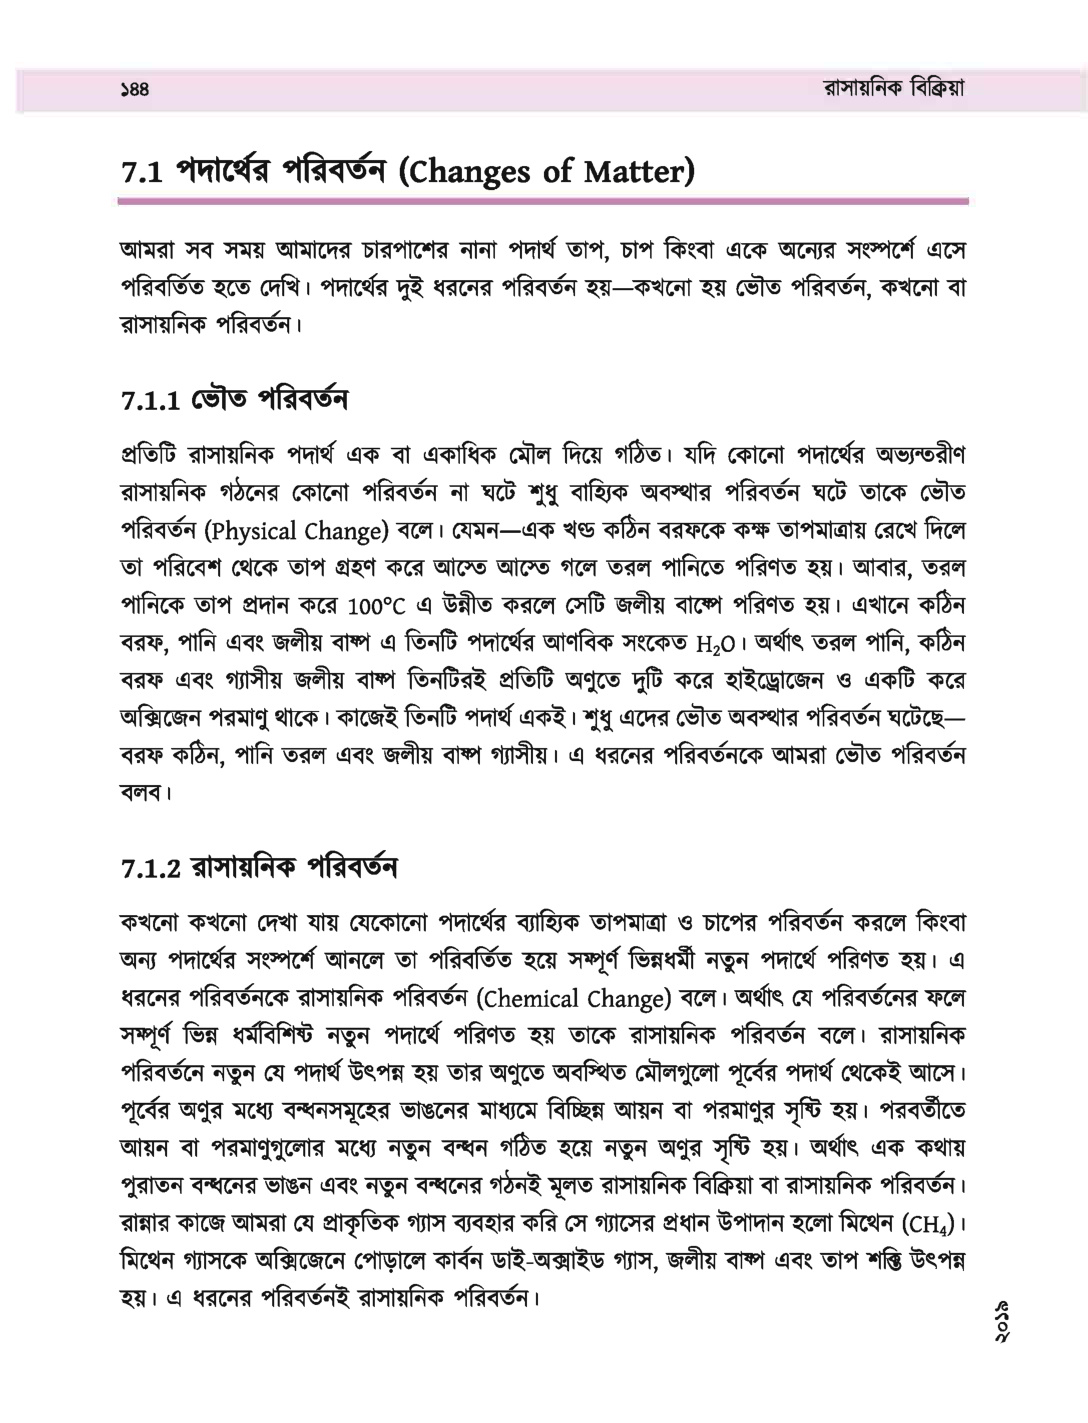 ১৪৪ রাসায়নিক বিক্রিয়া
7.1 পদার্থের পরিবর্তন (Changes of Matter)
আমরা সব সময় আমাদের চারপাশের নানা পদার্থ তাপ, চাপ কিংবা একে অন্যের সংস্পর্শে এসে
পরিবর্তিত হতে দেখি। পদার্থের দুই ধরনের পরিবর্তন হয়—কখনো হয় ভৌত পরিবর্তন, কখনো বা
রাসায়নিক পরিবর্তন।
7.1.1 ভৌত পরিবর্তন
প্রতিটি রাসায়নিক পদার্থ এক বা একাধিক মৌল দিয়ে গঠিত। যদি কোনো পদার্থের অভ্যন্তরীণ
রাসায়নিক গঠনের কোনো পরিবর্তন না ঘটে শুধু বাহ্যিক অবস্থার পরিবর্তন ঘটে তাকে ভৌত
পরিবর্তন (Physical Change) বলে। যেমন—এক খণ্ড কঠিন বরফকে কক্ষ তাপমাত্রায় রেখে দিলে
তা পরিবেশ থেকে তাপ গ্রহণ করে আস্তে আস্তে গলে তরল পানিতে পরিণত হয়। আবার, তরল
পানিকে তাপ প্রদান করে 100°C এ উন্নীত করলে সেটি জলীয় বাষ্পে পরিণত হয়। এখানে কঠিন
বরফ, পানি এবং জলীয় বাষ্প এ তিনটি পদার্থের আণবিক সংকেত H₂O। অর্থাৎ তরল পানি, কঠিন
বরফ এবং গ্যাসীয় জলীয় বাষ্প তিনটিরই প্রতিটি অণুতে দুটি করে হাইড্রোজেন ও একটি করে
অক্সিজেন পরমাণু থাকে। কাজেই তিনটি পদার্থ একই। শুধু এদের ভৌত অবস্থার পরিবর্তন ঘটেছে—
বরফ কঠিন, পানি তরল এবং জলীয় বাষ্প গ্যাসীয়। এ ধরনের পরিবর্তনকে আমরা ভৌত পরিবর্তন
বলব।
7.1.2 রাসায়নিক পরিবর্তন
কখনো কখনো দেখা যায় যেকোনো পদার্থের ব্যাহ্যিক তাপমাত্রা ও চাপের পরিবর্তন করলে কিংবা
অন্য পদার্থের সংস্পর্শে আনলে তা পরিবর্তিত হয়ে সম্পূর্ণ ভিন্নধর্মী নতুন পদার্থে পরিণত হয়। এ
ধরনের পরিবর্তনকে রাসায়নিক পরিবর্তন (Chemical Change) বলে। অর্থাৎ যে পরিবর্তনের ফলে
সম্পূর্ণ ভিন্ন ধর্মবিশিষ্ট নতুন পদার্থে পরিণত হয় তাকে রাসায়নিক পরিবর্তন বলে। রাসায়নিক
পরিবর্তনে নতুন যে পদার্থ উৎপন্ন হয় তার অণুতে অবস্থিত মৌলগুলো পূর্বের পদার্থ থেকেই আসে।
পূর্বের অণুর মধ্যে বন্ধনসমূহের ভাঙনের মাধ্যমে বিচ্ছিন্ন আয়ন বা পরমাণুর সৃষ্টি হয়। পরবর্তীতে
আয়ন বা পরমাণুগুলোর মধ্যে নতুন বন্ধন গঠিত হয়ে নতুন অণুর সৃষ্টি হয়। অর্থাৎ এক কথায়
পুরাতন বন্ধনের ভাঙন এবং নতুন বন্ধনের গঠনই মূলত রাসায়নিক বিক্রিয়া বা রাসায়নিক পরিবর্তন।
রান্নার কাজে আমরা যে প্রাকৃতিক গ্যাস ব্যবহার করি সে গ্যাসের প্রধান উপাদান হলো মিথেন (CH₄)।
মিথেন গ্যাসকে অক্সিজেনে পোড়ালে কার্বন ডাই-অক্সাইড গ্যাস, জলীয় বাষ্প এবং তাপ শক্তি উৎপন্ন
হয়। এ ধরনের পরিবর্তনই রাসায়নিক পরিবর্তন।
২০১৯